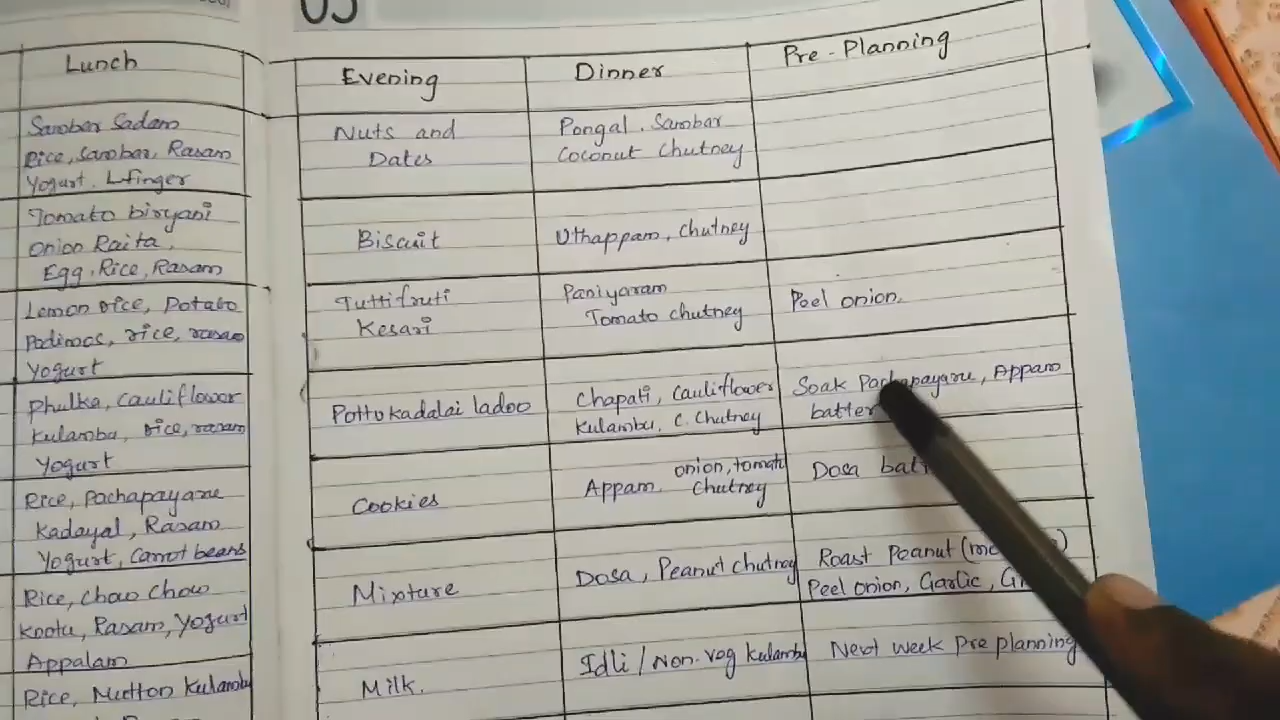 05
Lunch
Evening
Dinner
Pre-Planning
Sambar Sadam
Rice, Sambar, Rasam
Yogurt. L-finger
Nuts and
Dates
Pongal. Sambar
Coconut Chutney
Tomato biryani
Onion Raita,
Egg. Rice, Rasam
Biscuit
Uthappam, Chutney
Lemon rice, Potato
Podimas, rice, rasam
Yogurt
Tuttifruti
Kesari
Paniyaram
Tomato chutney
Peel onion.
Phulka, Cauliflower
Kulambu, rice, rasam
Yogurt
Pottukadalai ladoo
Chapati, Cauliflower
Kulambu, C. Chutney
Soak Pachapayaru, Appam
batter
Rice, Pachapayaru
Kadayal, Rasam
Yogurt, Carrot beans
Cookies
Appam. onion, tomato
Chutney
Dosa
Rice, Chow Chow
Kootu, Rasam, Yogurt
Appalam
Mixture
Dosa, Peanut chutney
Roast Peanut
Peel onion, Garlic,
Rice, Mutton Kulambu
Milk.
Idli / Non-veg Kulambu
Next week Pre planning